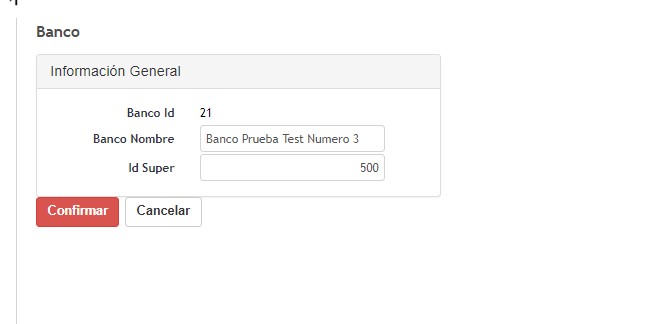 Banco
Información General
Banco Id 21
Banco Nombre Banco Prueba Test Numero 3
Id Super 500
Confirmar Cancelar